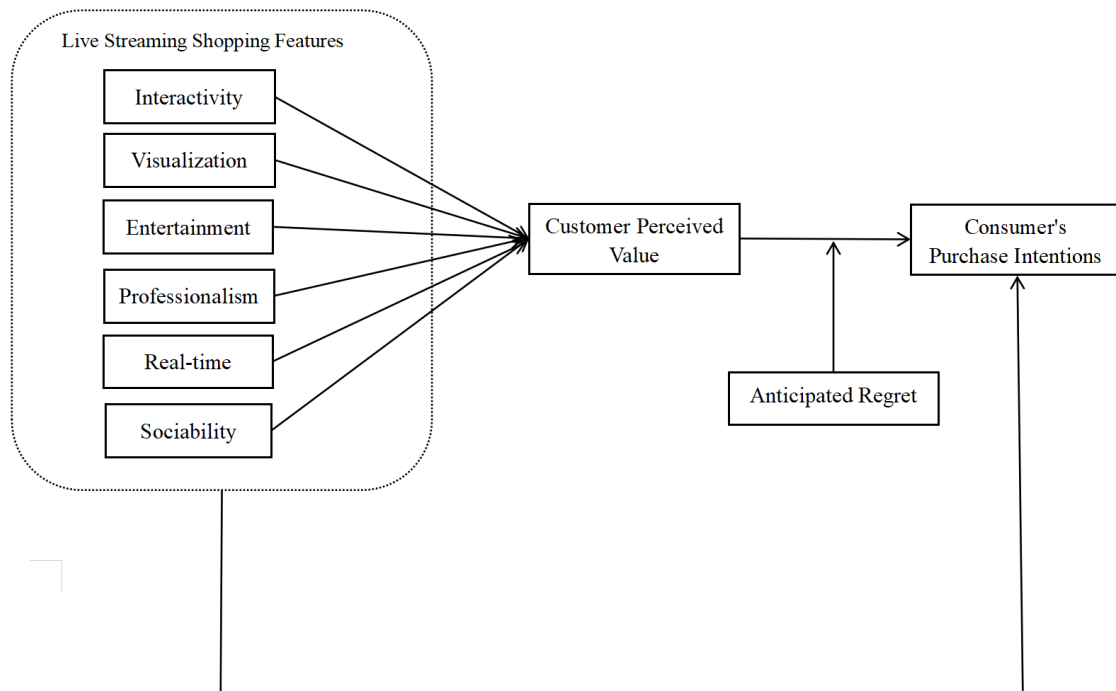 Live Streaming Shopping Features
Interactivity
Visualization
Entertainment
Professionalism
Real-time
Sociability
Customer Perceived
Value
Consumer's
Purchase Intentions
Anticipated Regret